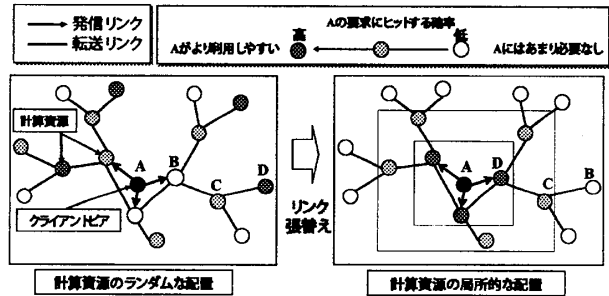 発信リンク
転送リンク
Aの要求にヒットする確率
Aがより利用しやすい
高
低
Aにはあまり必要なし
計算資源
クライアントピア
A
B
C
D
リンク
張替え
A
D
C
B
計算資源のランダムな配置
計算資源の局所的な配置